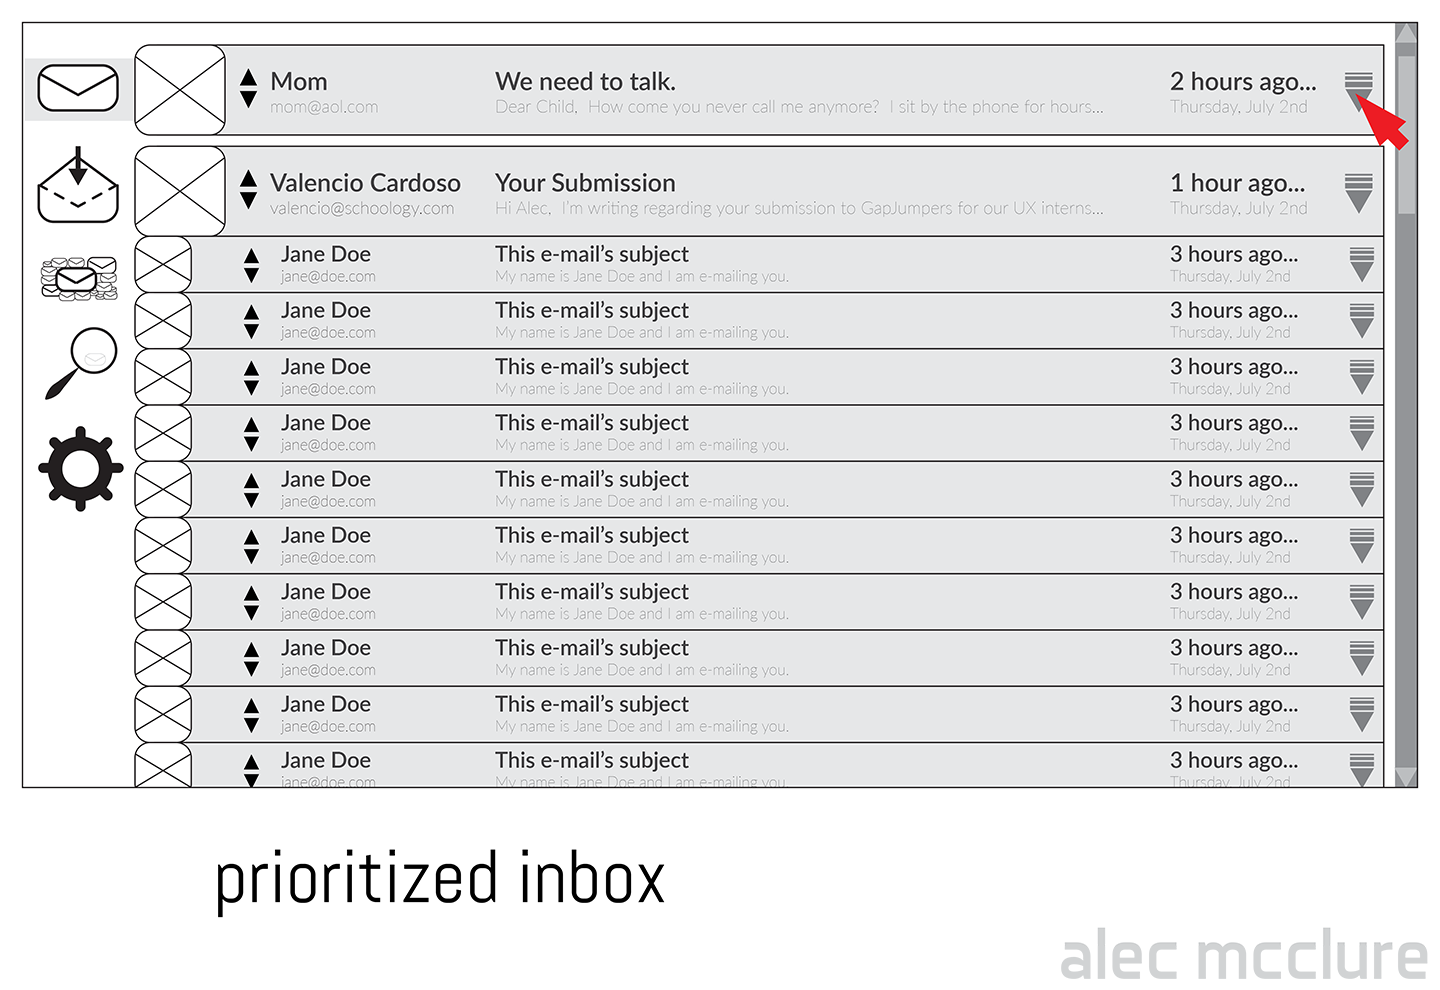 Mom We need to talk. 2 hours ago...
mom@aol.com Dear Child, How come you never call me anymore? I sit by the phone for hours... Thursday, July 2nd
Valencio Cardoso Your Submission 1 hour ago...
valencio@schoology.com Hi Alec, I'm writing regarding your submission to GapJumpers for our UX interns... Thursday, July 2nd
Jane Doe This e-mail's subject 3 hours ago...
jane@doe.com My name is Jane Doe and I am e-mailing you. Thursday, July 2nd
Jane Doe This e-mail's subject 3 hours ago...
jane@doe.com My name is Jane Doe and I am e-mailing you. Thursday, July 2nd
Jane Doe This e-mail's subject 3 hours ago...
jane@doe.com My name is Jane Doe and I am e-mailing you. Thursday, July 2nd
Jane Doe This e-mail's subject 3 hours ago...
jane@doe.com My name is Jane Doe and I am e-mailing you. Thursday, July 2nd
Jane Doe This e-mail's subject 3 hours ago...
jane@doe.com My name is Jane Doe and I am e-mailing you. Thursday, July 2nd
Jane Doe This e-mail's subject 3 hours ago...
jane@doe.com My name is Jane Doe and I am e-mailing you. Thursday, July 2nd
Jane Doe This e-mail's subject 3 hours ago...
jane@doe.com My name is Jane Doe and I am e-mailing you. Thursday, July 2nd
Jane Doe This e-mail's subject 3 hours ago...
jane@doe.com My name is Jane Doe and I am e-mailing you. Thursday, July 2nd
Jane Doe This e-mail's subject 3 hours ago...
jane@doe.com My name is Jane Doe and I am e-mailing you. Thursday, July 2nd
Jane Doe This e-mail's subject 3 hours ago...
jane@doe.com My name is Jane Doe and I am e-mailing you. Thursday, July 2nd
prioritized inbox
alec mcclure